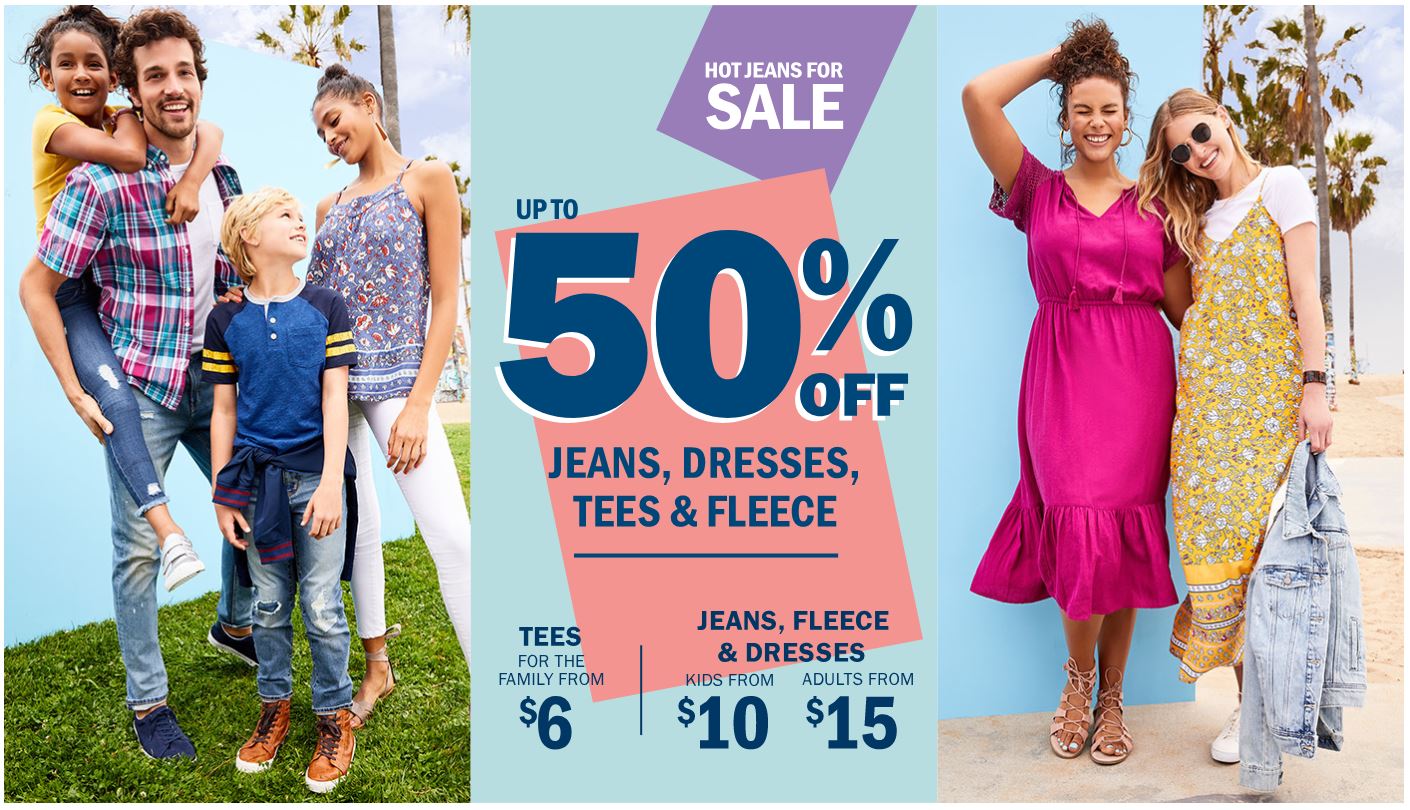 HOT JEANS FOR
SALE
UP TO
50%
OFF
JEANS, DRESSES,
TEES & FLEECE
TEES
FOR THE
FAMILY FROM
$6
JEANS, FLEECE
& DRESSES
KIDS FROM
$10
ADULTS FROM
$15